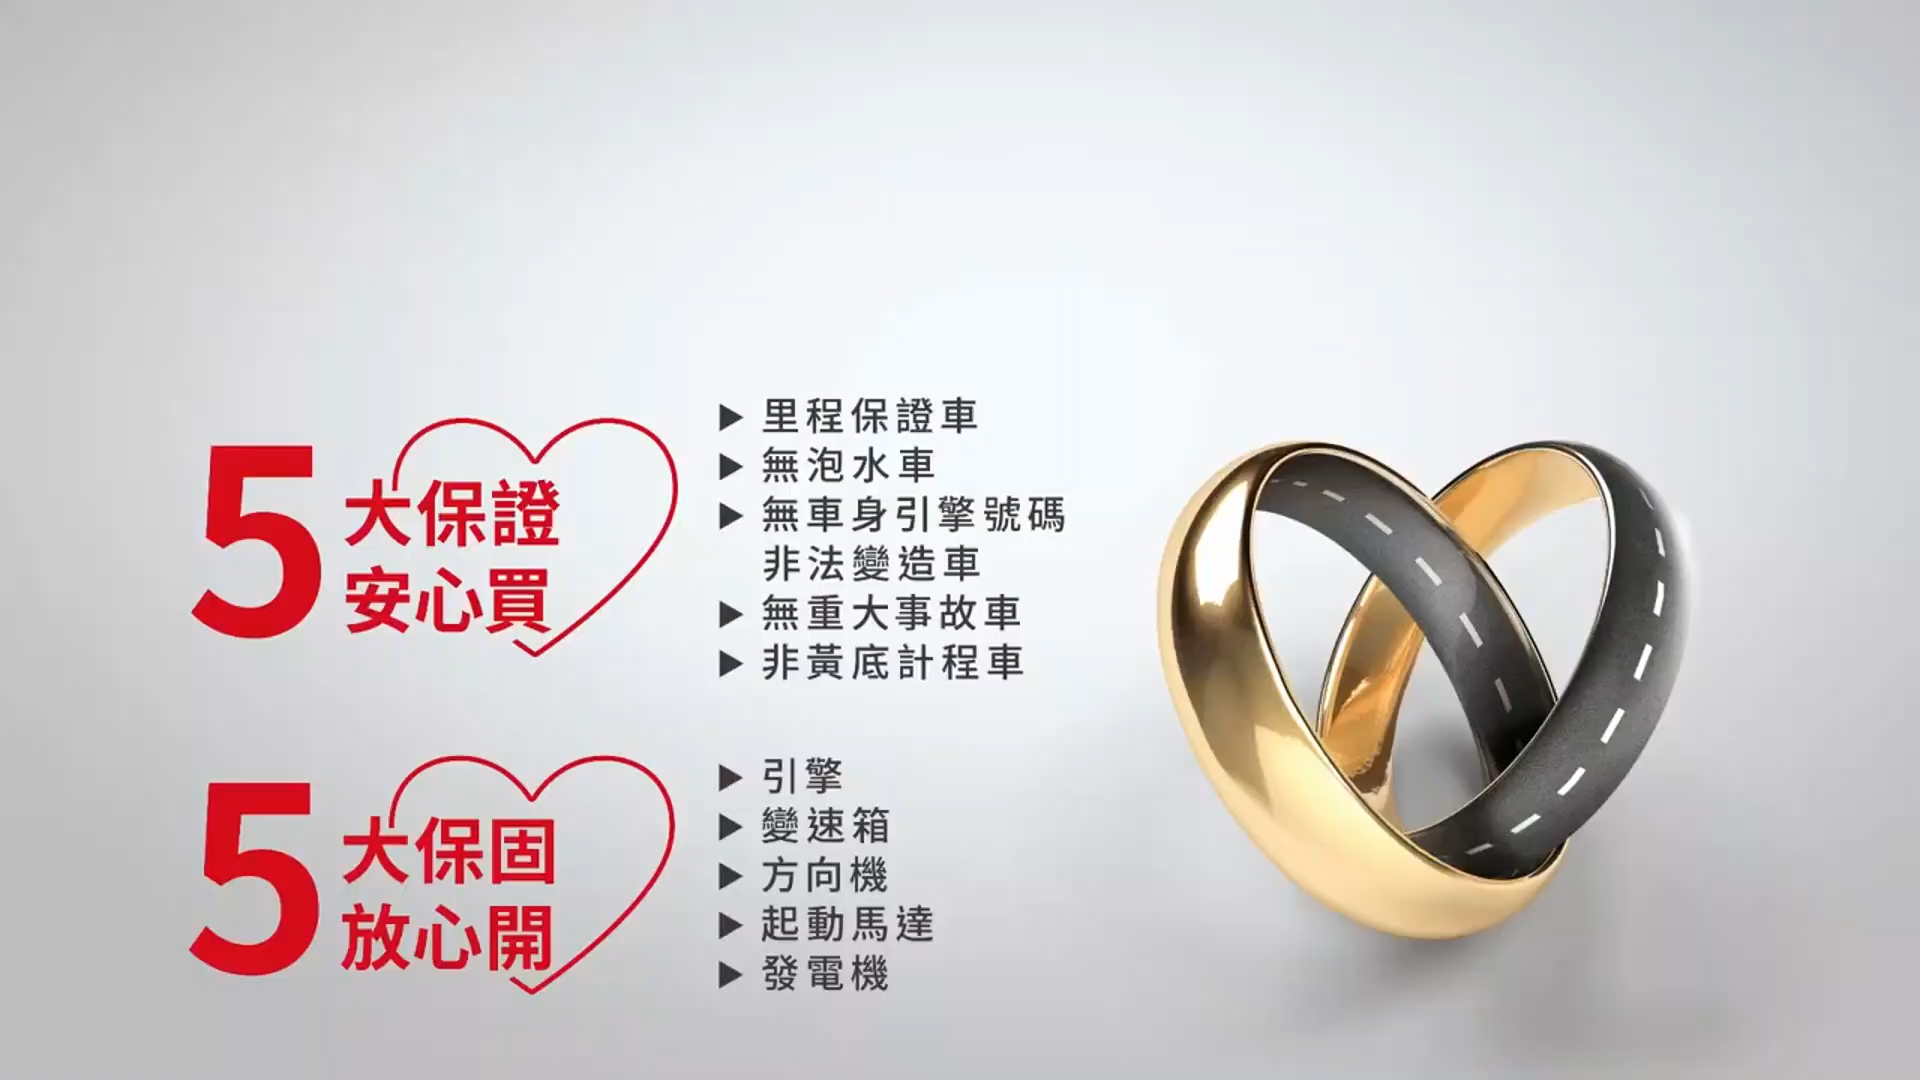 5大保證
安心買
▶ 里程保證車
▶ 無泡水車
▶ 無車身引擎號碼
非法變造車
▶ 無重大事故車
▶ 非黃底計程車
5大保固
放心開
▶ 引擎
▶ 變速箱
▶ 方向機
▶ 起動馬達
▶ 發電機